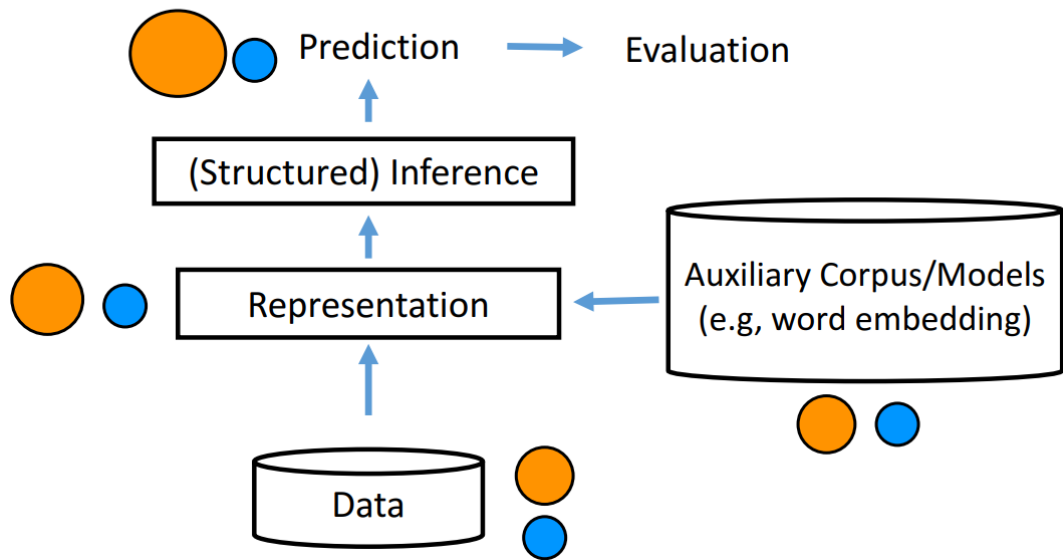 Prediction
Evaluation
(Structured) Inference
Auxiliary Corpus/Models
(e.g, word embedding)
Representation
Data